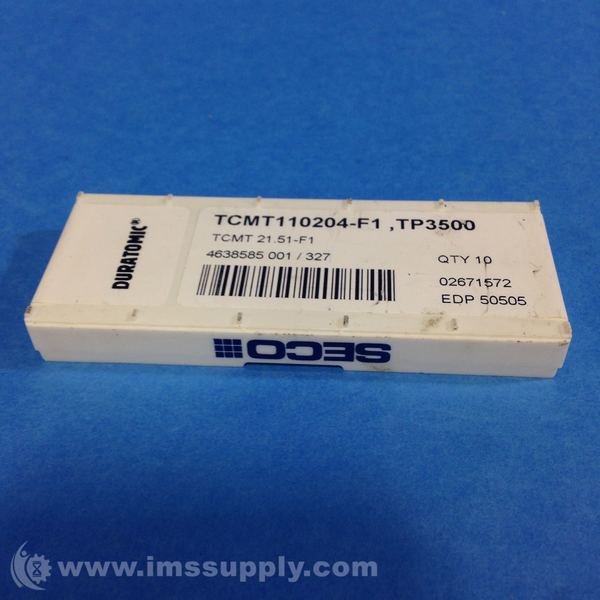 DURATOMIC®
TCMT110204-F1 ,TP3500
TCMT 21.51-F1
4638585 001 / 327
QTY 10
02671572
EDP 50505
SECO
www.imssupply.com